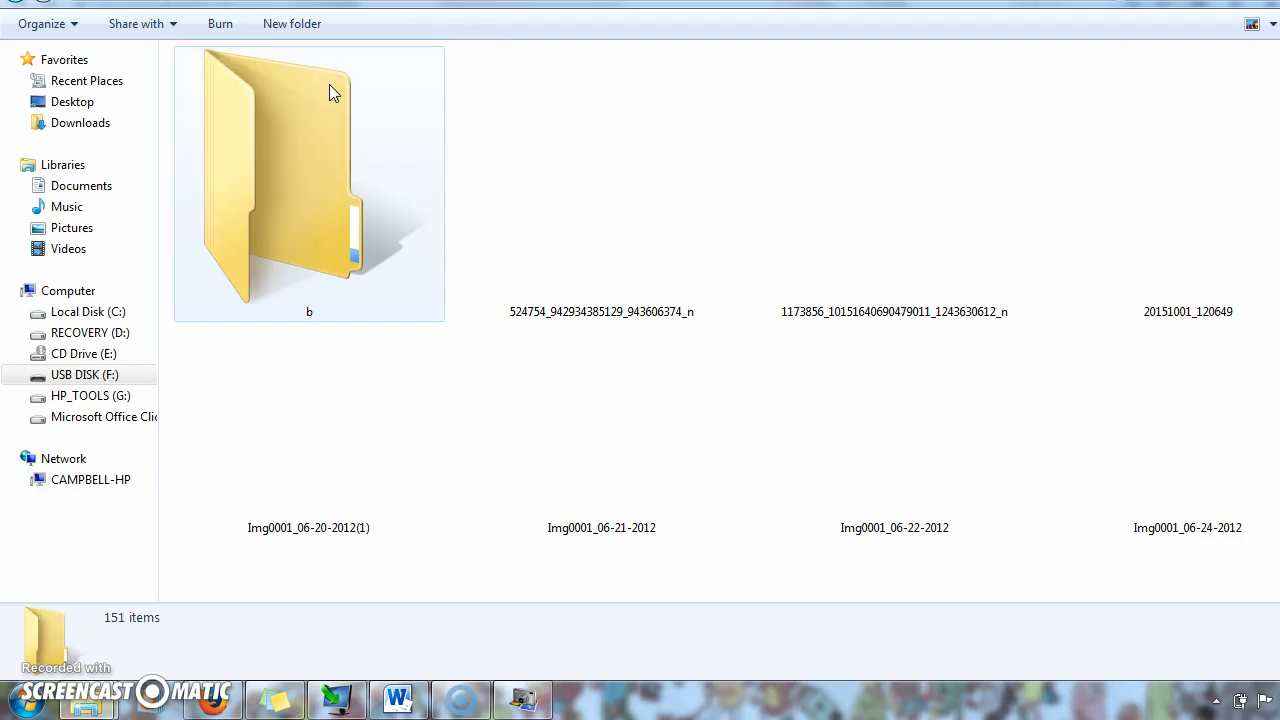 Organize Share with Burn New folder
Favorites
Recent Places
Desktop
Downloads
Libraries
Documents
Music
Pictures
Videos
Computer
Local Disk (C:)
RECOVERY (D:)
CD Drive (E:)
USB DISK (F:)
HP_TOOLS (G:)
Microsoft Office Clic
Network
CAMPBELL-HP
b 524754_942934385129_943606374_n 1173856_10151640690479011_1243630612_n 20151001_120649
Img0001_06-20-2012(1) Img0001_06-21-2012 Img0001_06-22-2012 Img0001_06-24-2012
151 items
Recorded with
SCREENCAST MATIC
W